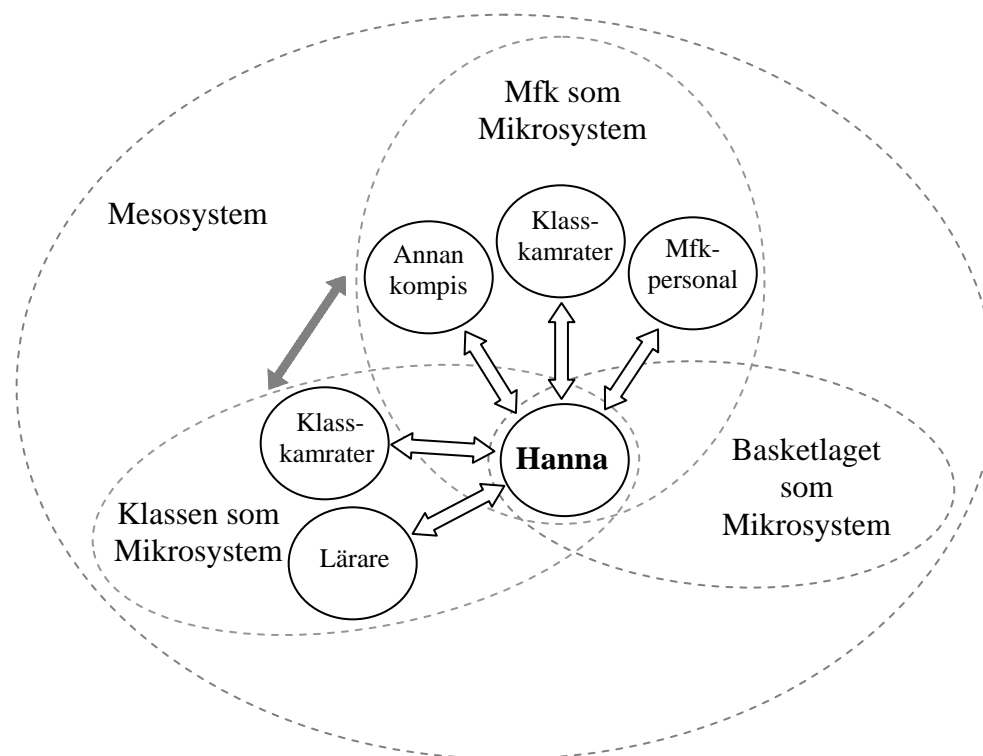 Mfk som
Mikrosystem
Mesosystem
Annan
kompis
Klass-
kamrater
Mfk-
personal
Klass-
kamrater
Hanna
Basketlaget
som
Mikrosystem
Klassen som
Mikrosystem
Lärare